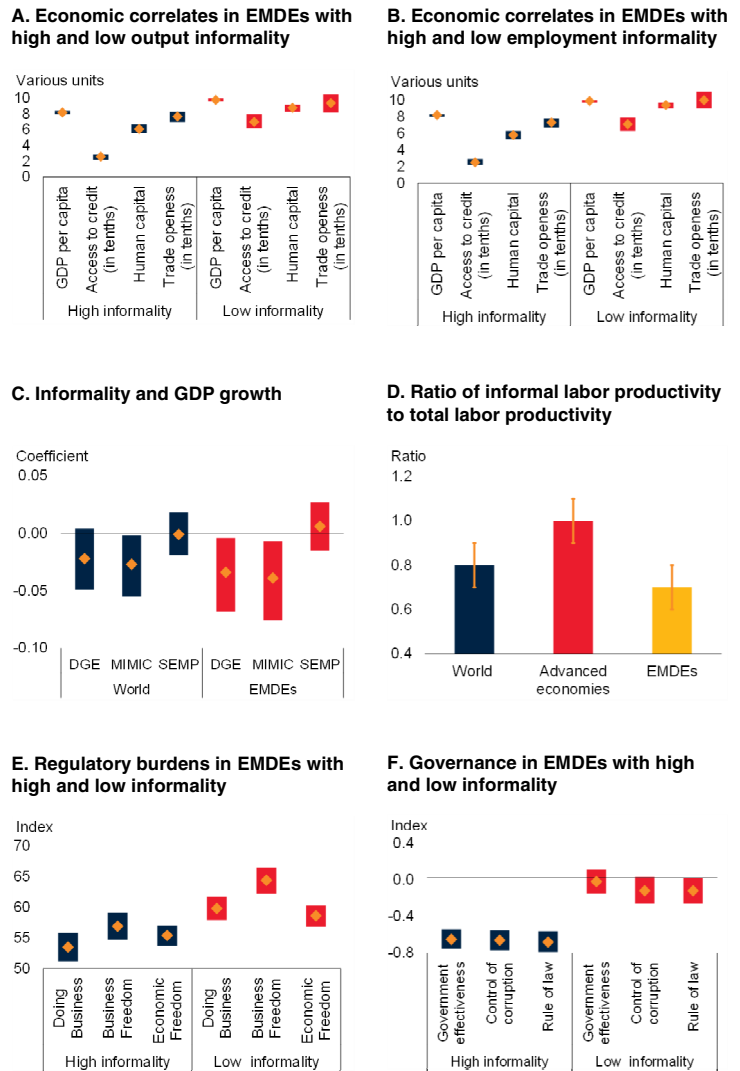 A. Economic correlates in EMDEs with
high and low output informality
Various units
10
8
6
4
2
0
GDP per capita
Access to credit
(in tenths)
Human capital
Trade openess
(in tenths)
GDP per capita
Access to credit
(in tenths)
Human capital
Trade openess
(in tenths)
High informality
Low informality
B. Economic correlates in EMDEs with
high and low employment informality
Various units
10
8
6
4
2
0
GDP per capita
Access to credit
(in tenths)
Human capital
Trade openess
(in tenths)
GDP per capita
Access to credit
(in tenths)
Human capital
Trade openess
(in tenths)
High informality
Low informality
C. Informality and GDP growth
Coefficient
0.05
0.00
-0.05
-0.10
DGE MIMIC SEMP DGE MIMIC SEMP
World EMDEs
D. Ratio of informal labor productivity
to total labor productivity
Ratio
1.2
1.0
0.8
0.6
0.4
World Advanced EMDEs
economies
E. Regulatory burdens in EMDEs with
high and low informality
Index
70
65
60
55
50
Doing
Business
Business
Freedom
Economic
Freedom
Doing
Business
Business
Freedom
Economic
Freedom
High informality
Low informality
F. Governance in EMDEs with high
and low informality
Index
0.4
0.0
-0.4
-0.8
Government
effectiveness
Control of
corruption
Rule of law
Government
effectiveness
Control of
corruption
Rule of law
High informality
Low informality